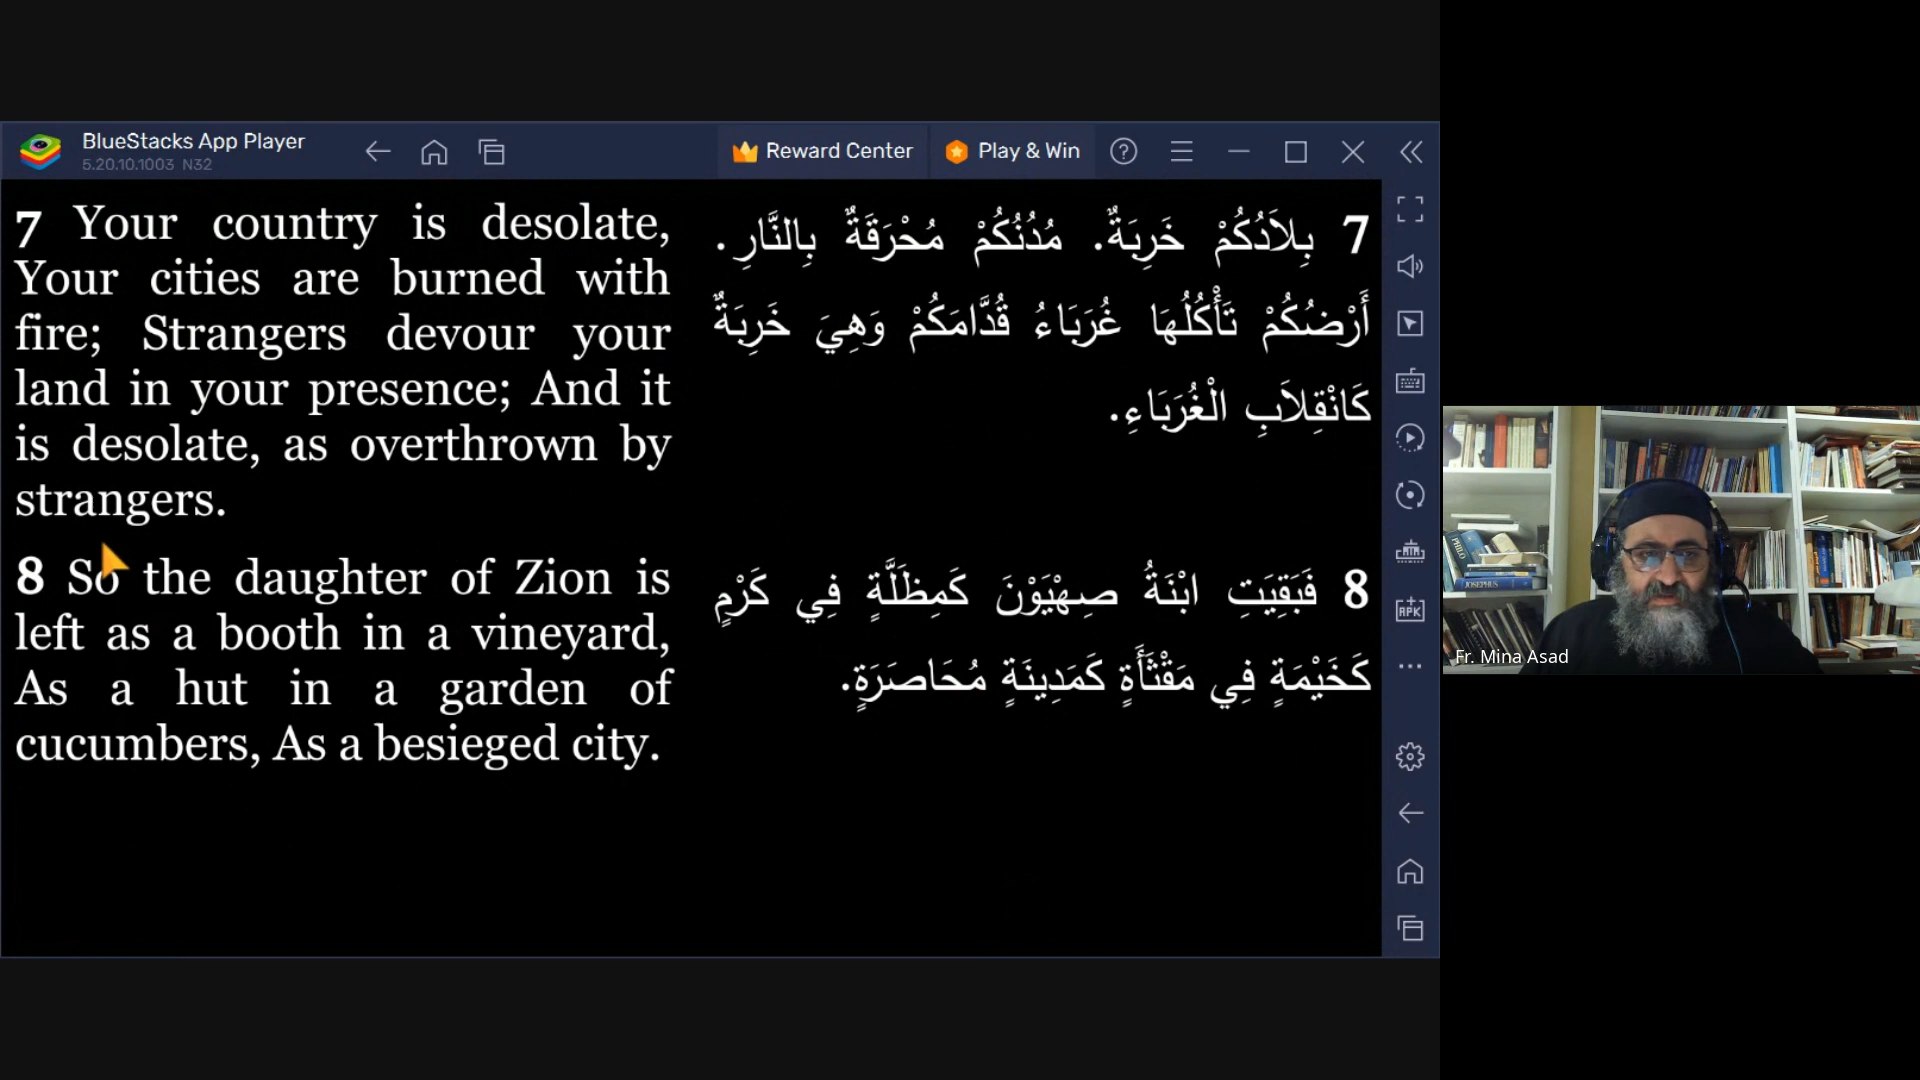 BlueStacks App Player
5.20.10.1003 N32
Reward Center
Play & Win
7 Your country is desolate,
Your cities are burned with
fire; Strangers devour your
land in your presence; And it
is desolate, as overthrown by
strangers.
8 So the daughter of Zion is
left as a booth in a vineyard,
As a hut in a garden of
cucumbers, As a besieged city.
7 بِلاَدُكُمْ خَرِبَةٌ. مُدُنُكُمْ مُحْرَقَةٌ بِالنَّارِ.
أَرْضُكُمْ تَأْكُلُهَا غُرَبَاءُ قُدَّامَكُمْ وَهِيَ خَرِبَةٌ
كَانْقِلاَبِ الْغُرَبَاءِ.
8 فَبَقِيَتِ ابْنَةُ صِهْيَوْنَ كَمِظَلَّةٍ فِي كَرْمٍ
كَخَيْمَةٍ فِي مَقْثَأَةٍ كَمَدِينَةٍ مُحَاصَرَةٍ.
APK
PHILO
JOSEPHUS
Fr. Mina Asad